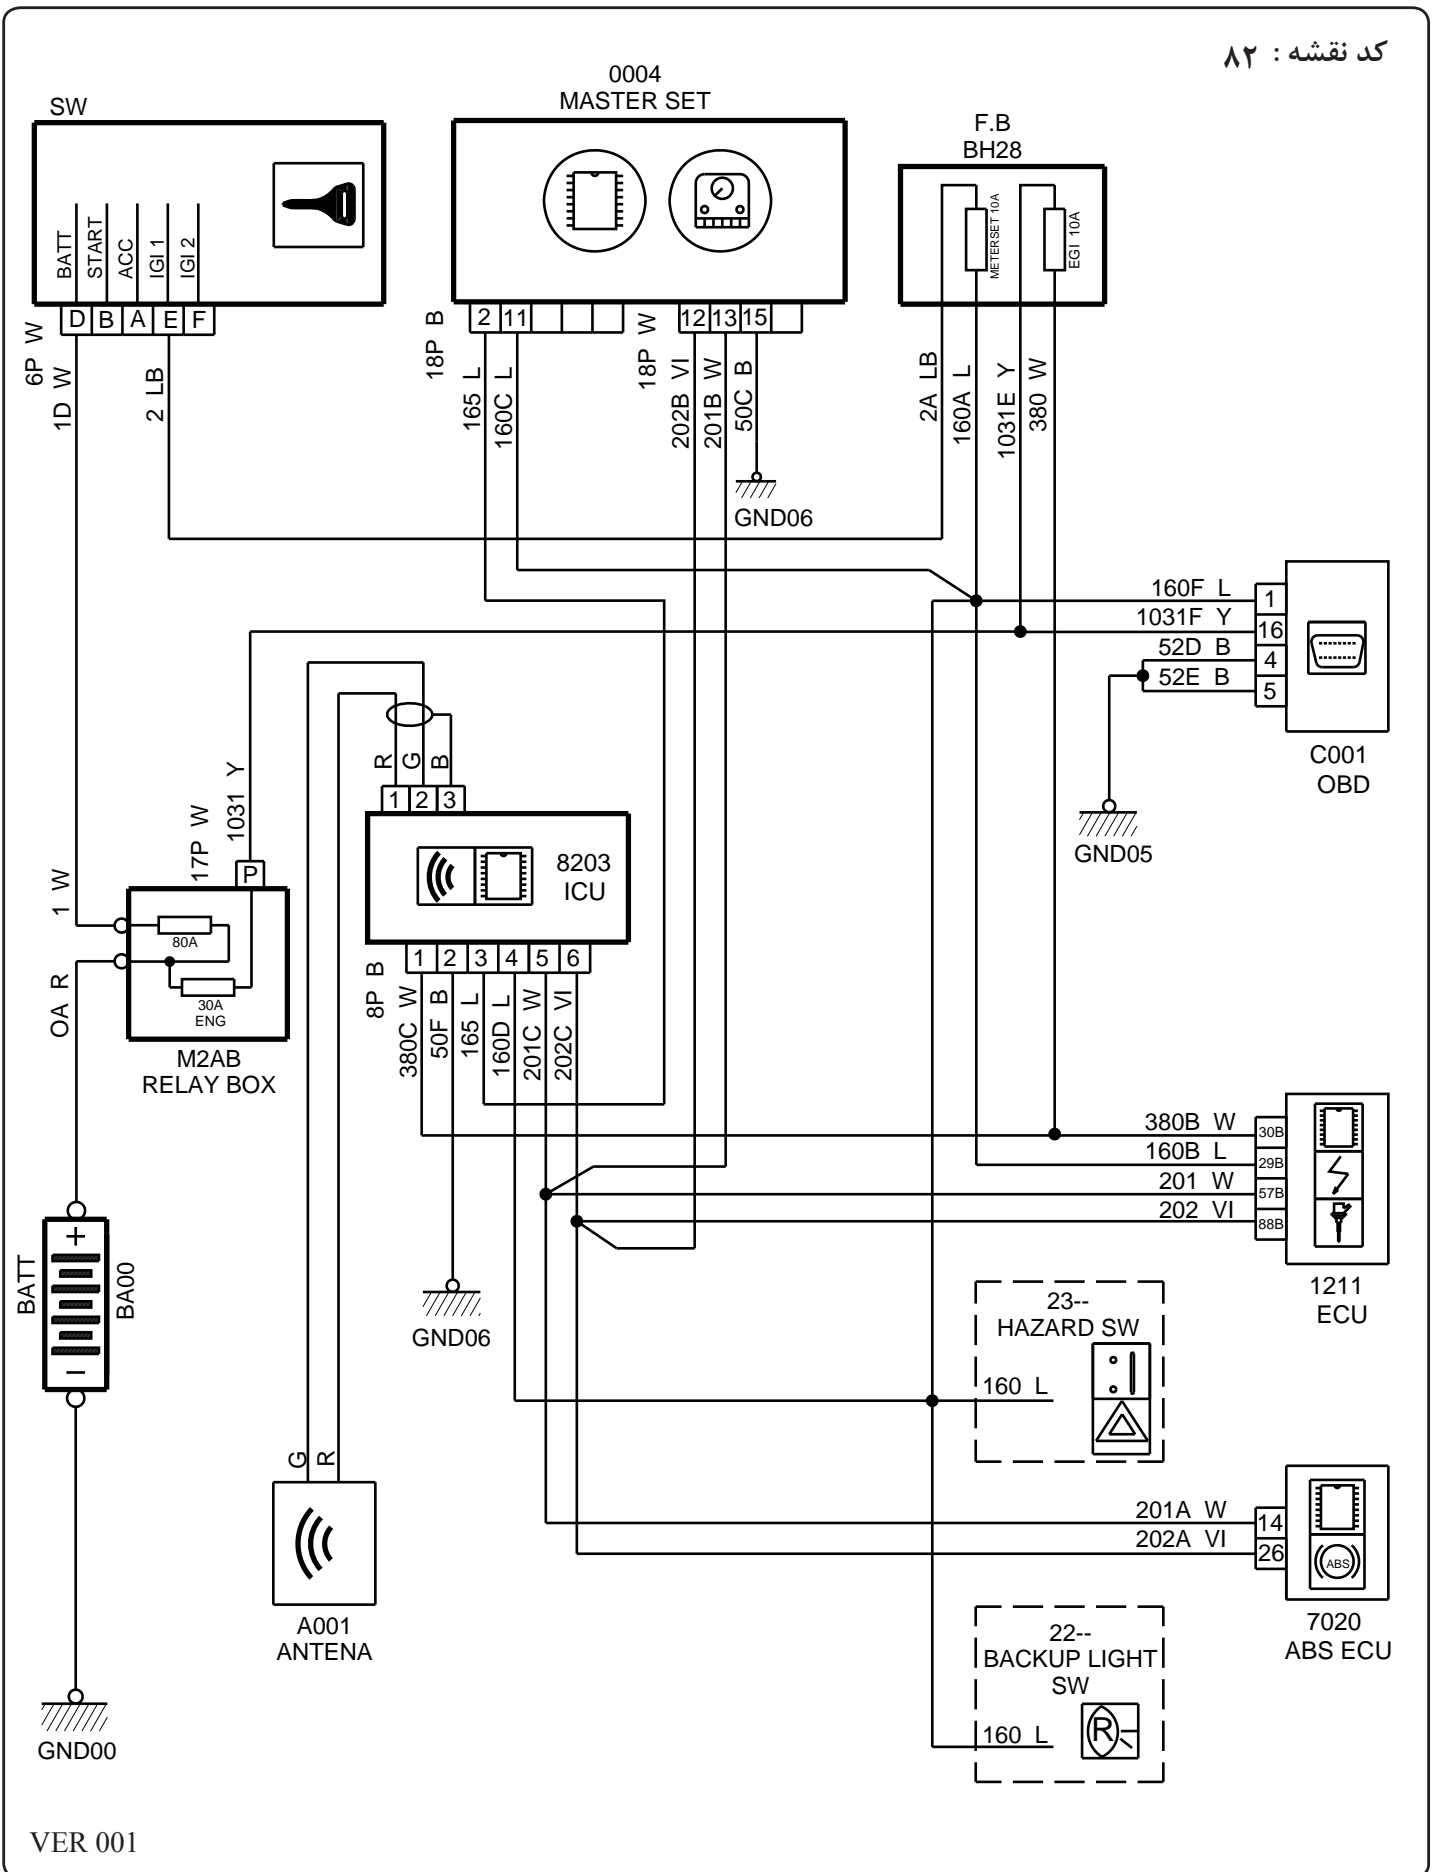 کد نقشه : ۸۲
SW
BATT
START
ACC
IGI 1
IGI 2
D B A E F
6P W
1D W
2 LB
0004
MASTER SET
2 11
12 13 15
18P B
165 L
160C L
18P W
202B VI
201B W
50C B
GND06
F.B
BH28
METERSET 10A
EGI 10A
2A LB
160A L
1031E Y
380 W
160F L
1031F Y
52D B
52E B
1
16
4
5
C001
OBD
GND05
R
G
B
1 2 3
8203
ICU
1 2 3 4 5 6
8P B
380C W
50F B
165 L
160D L
201C W
202C VI
GND06
17P W
1031 Y
P
1 W
OA R
80A
30A
ENG
M2AB
RELAY BOX
BATT
+
−
BA00
GND00
G
R
A001
ANTENA
380B W
160B L
201 W
202 VI
30B
29B
57B
88B
1211
ECU
23--
HAZARD SW
160 L
201A W
202A VI
14
26
ABS
7020
ABS ECU
22--
BACKUP LIGHT
SW
160 L
R
VER 001